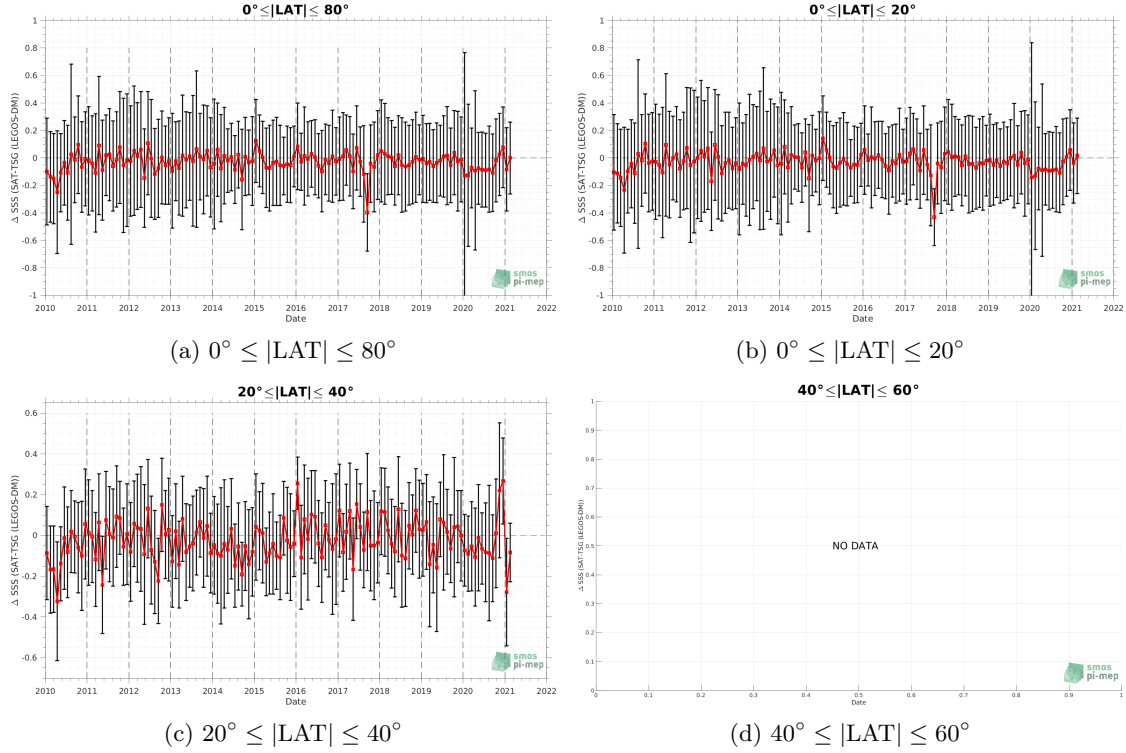 0°≤|LAT|≤ 80°
Δ SSS (SAT-TSG (LEGOS-DM))
1
0.8
0.6
0.4
0.2
0
-0.2
-0.4
-0.6
-0.8
-1
2010 2011 2012 2013 2014 2015 2016 2017 2018 2019 2020 2021 2022
Date
smos
pi-mep
(a) 0° ≤ |LAT| ≤ 80°
0°≤|LAT|≤ 20°
Δ SSS (SAT-TSG (LEGOS-DM))
1
0.8
0.6
0.4
0.2
0
-0.2
-0.4
-0.6
-0.8
-1
2010 2011 2012 2013 2014 2015 2016 2017 2018 2019 2020 2021 2022
Date
smos
pi-mep
(b) 0° ≤ |LAT| ≤ 20°
20°≤|LAT|≤ 40°
Δ SSS (SAT-TSG (LEGOS-DM))
0.6
0.4
0.2
0
-0.2
-0.4
-0.6
2010 2011 2012 2013 2014 2015 2016 2017 2018 2019 2020 2021 2022
Date
smos
pi-mep
(c) 20° ≤ |LAT| ≤ 40°
40°≤|LAT|≤ 60°
Δ SSS (SAT-TSG (LEGOS-DM))
1
0.9
0.8
0.7
0.6
0.5
0.4
0.3
0.2
0.1
0
NO DATA
0 0.1 0.2 0.3 0.4 0.5 0.6 0.7 0.8 0.9 1
Date
smos
pi-mep
(d) 40° ≤ |LAT| ≤ 60°